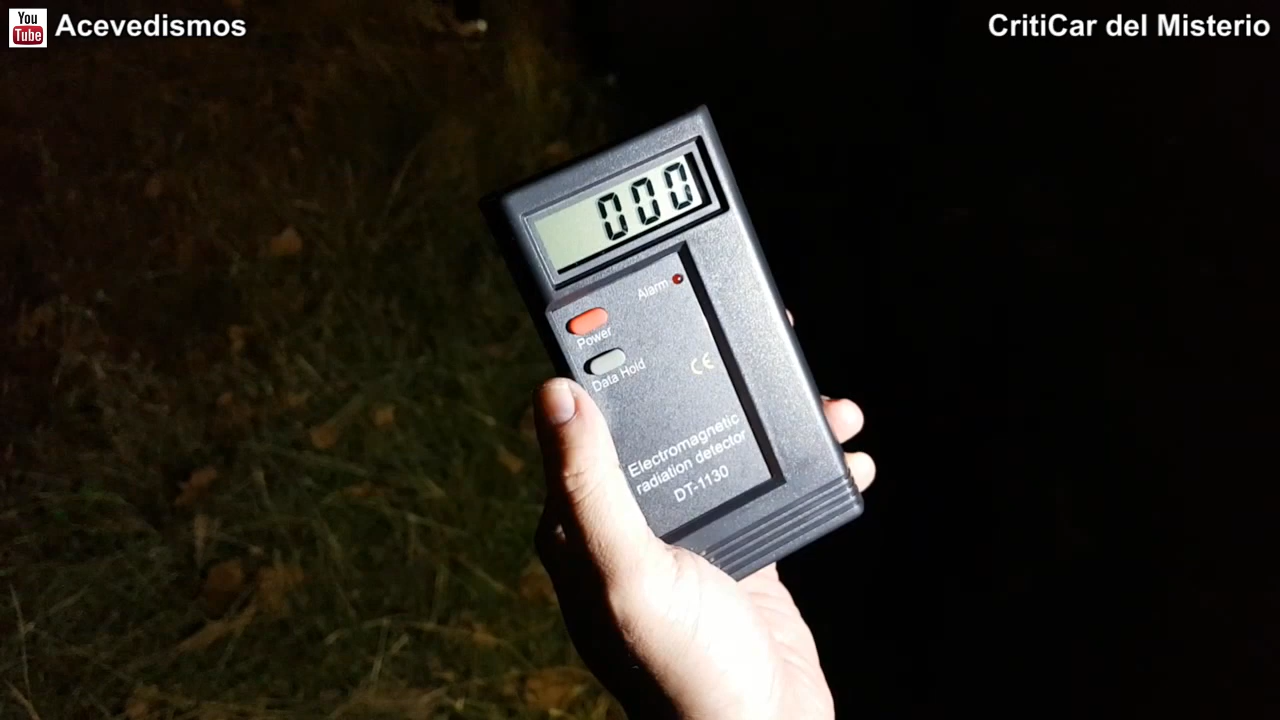 You
Tube
Acevedismos
CritiCar del Misterio
000
Alarm
Power
Data Hold
CE
Electromagnetic
radiation detector
DT-1130